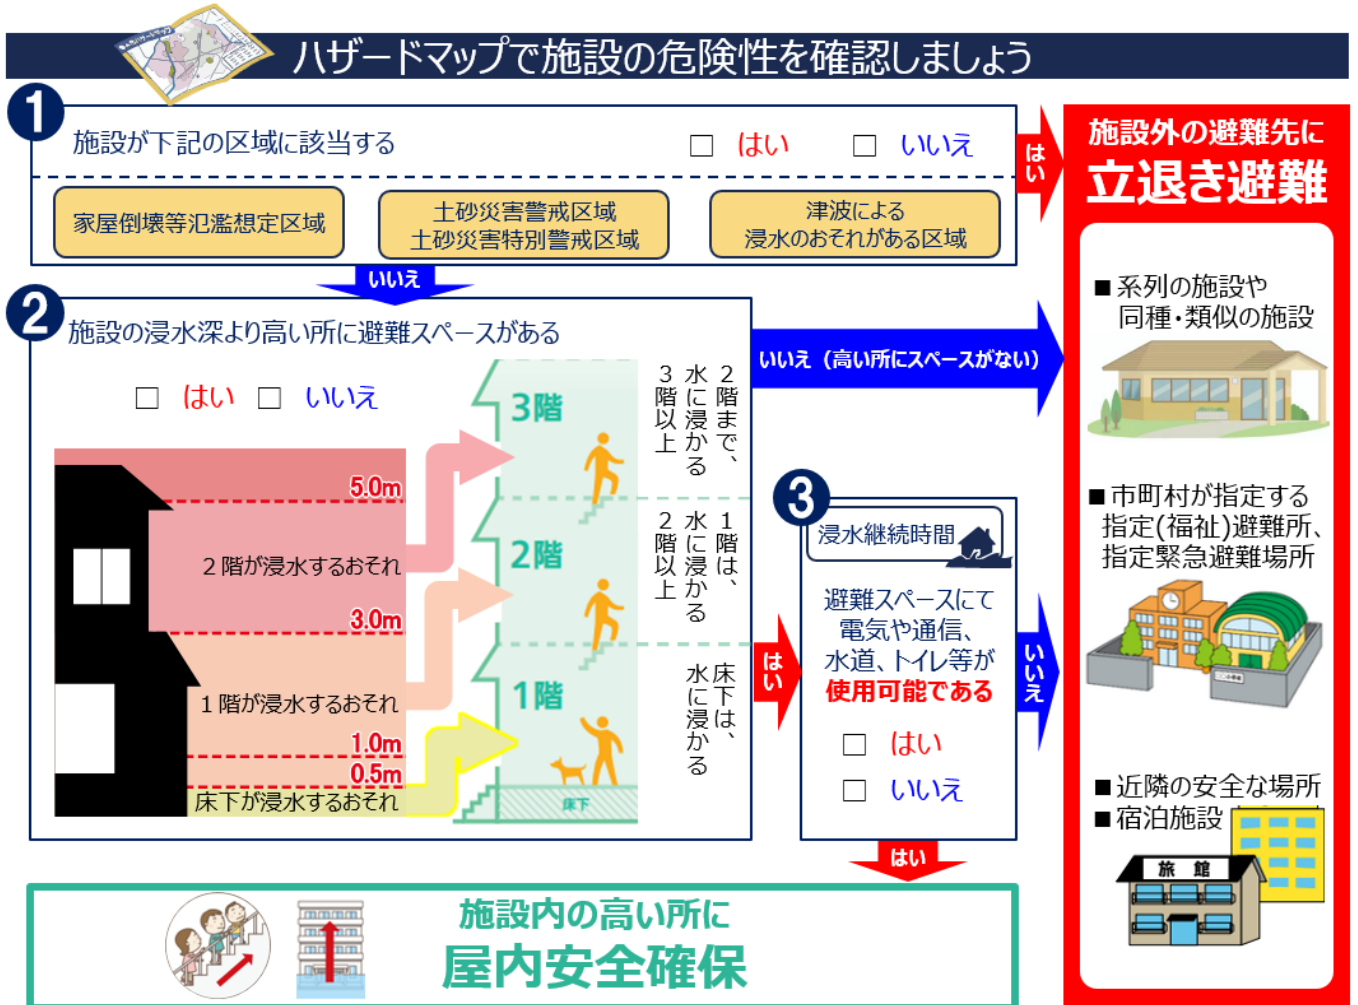 ハザードマップで施設の危険性を確認しましょう
1
施設が下記の区域に該当する
□ はい □ いいえ
家屋倒壊等氾濫想定区域
土砂災害警戒区域
土砂災害特別警戒区域
津波による
浸水のおそれがある区域
はい
いいえ
2
施設の浸水深より高い所に避難スペースがある
□ はい □ いいえ
5.0m
2階が浸水するおそれ
3.0m
1階が浸水するおそれ
1.0m
0.5m
床下が浸水するおそれ
3階
2階
1階
床下
2階まで、
水に浸かる
3階以上
1階は、
水に浸かる
2階以上
床下は、
水に浸かる
いいえ（高い所にスペースがない）
はい
3
浸水継続時間
避難スペースにて
電気や通信、
水道、トイレ等が
使用可能である
□ はい
□ いいえ
いいえ
はい
施設内の高い所に
屋内安全確保
施設外の避難先に
立退き避難
■系列の施設や
同種・類似の施設
■市町村が指定する
指定(福祉)避難所、
指定緊急避難場所
■近隣の安全な場所
■宿泊施設
旅館